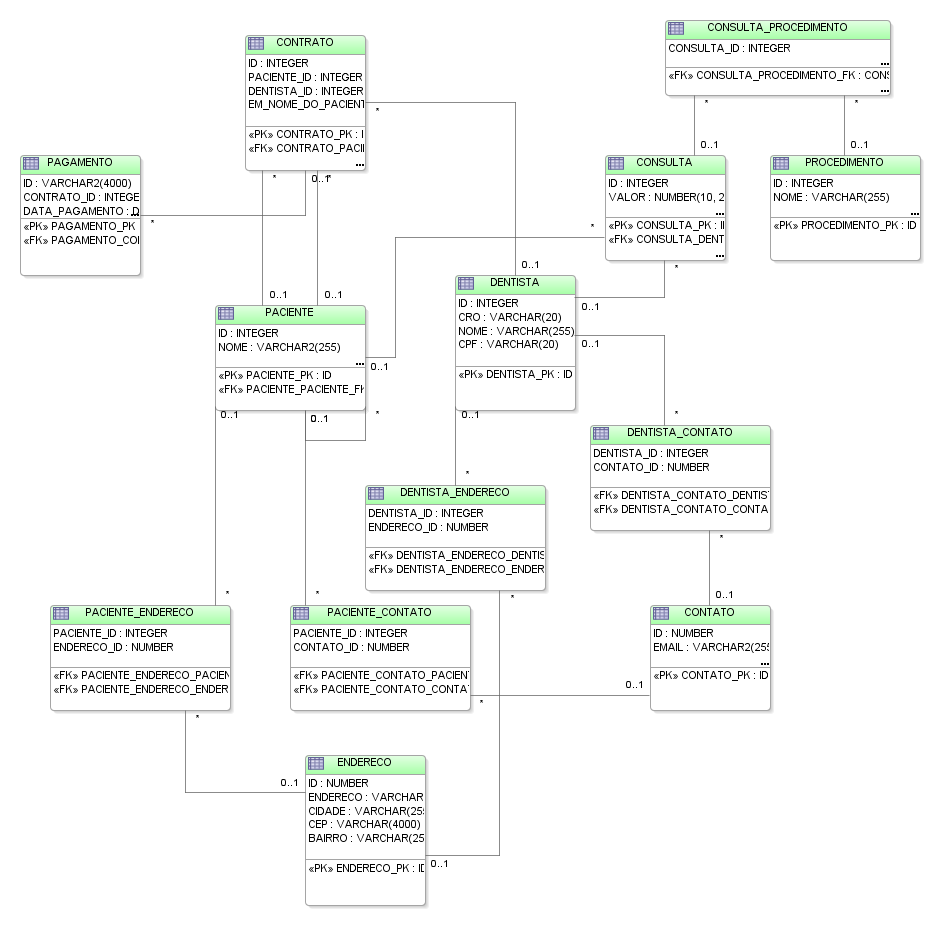 CONSULTA_PROCEDIMENTO
CONSULTA_ID : INTEGER
...
«FK» CONSULTA_PROCEDIMENTO_FK : CONS
...
CONTRATO
ID : INTEGER
PACIENTE_ID : INTEGER
DENTISTA_ID : INTEGER
EM_NOME_DO_PACIENT
«PK» CONTRATO_PK : I
«FK» CONTRATO_PACII
...
*
*
*
0..1
0..1
PAGAMENTO
ID : VARCHAR2(4000)
CONTRATO_ID : INTEGE
DATA_PAGAMENTO : D
...
«PK» PAGAMENTO_PK
«FK» PAGAMENTO_COI
CONSULTA
ID : INTEGER
VALOR : NUMBER(10, 2
...
«PK» CONSULTA_PK : II
«FK» CONSULTA_DENT
...
PROCEDIMENTO
ID : INTEGER
NOME : VARCHAR(255)
...
«PK» PROCEDIMENTO_PK : ID
*
0..1
*
*
*
0..1
0..1
0..1
0..1
PACIENTE
ID : INTEGER
NOME : VARCHAR2(255)
...
«PK» PACIENTE_PK : ID
«FK» PACIENTE_PACIENTE_FK
DENTISTA
ID : INTEGER
CRO : VARCHAR(20)
NOME : VARCHAR(255)
CPF : VARCHAR(20)
«PK» DENTISTA_PK : ID
*
0..1
0..1
0..1
0..1
0..1
*
0..1
*
DENTISTA_CONTATO
DENTISTA_ID : INTEGER
CONTATO_ID : NUMBER
«FK» DENTISTA_CONTATO_DENTIS
«FK» DENTISTA_CONTATO_CONTA
*
DENTISTA_ENDERECO
DENTISTA_ID : INTEGER
ENDERECO_ID : NUMBER
«FK» DENTISTA_ENDERECO_DENTIS
«FK» DENTISTA_ENDERECO_ENDER
*
*
*
*
0..1
PACIENTE_ENDERECO
PACIENTE_ID : INTEGER
ENDERECO_ID : NUMBER
«FK» PACIENTE_ENDERECO_PACIEN
«FK» PACIENTE_ENDERECO_ENDER
PACIENTE_CONTATO
PACIENTE_ID : INTEGER
CONTATO_ID : NUMBER
«FK» PACIENTE_CONTATO_PACIEN
«FK» PACIENTE_CONTATO_CONTA
CONTATO
ID : NUMBER
EMAIL : VARCHAR2(255
...
«PK» CONTATO_PK : ID
0..1
*
*
0..1
ENDERECO
ID : NUMBER
ENDERECO : VARCHAR
CIDADE : VARCHAR(255
CEP : VARCHAR(4000)
BAIRRO : VARCHAR(25
«PK» ENDERECO_PK : ID
0..1